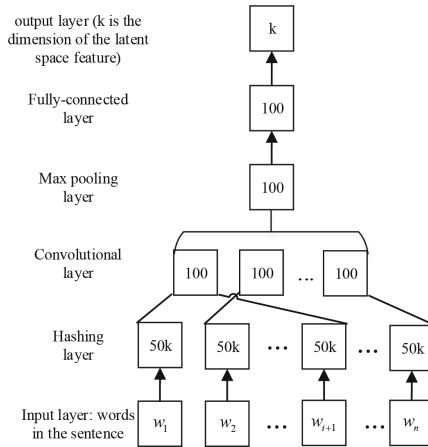 output layer (k is the
dimension of the latent
space feature)
k
Fully-connected
layer
100
Max pooling
layer
100
Convolutional
layer
100 100 ... 100
Hashing
layer
50k 50k ... 50k ... 50k
Input layer: words
in the sentence
w1 w2 ... wi+1 ... wn